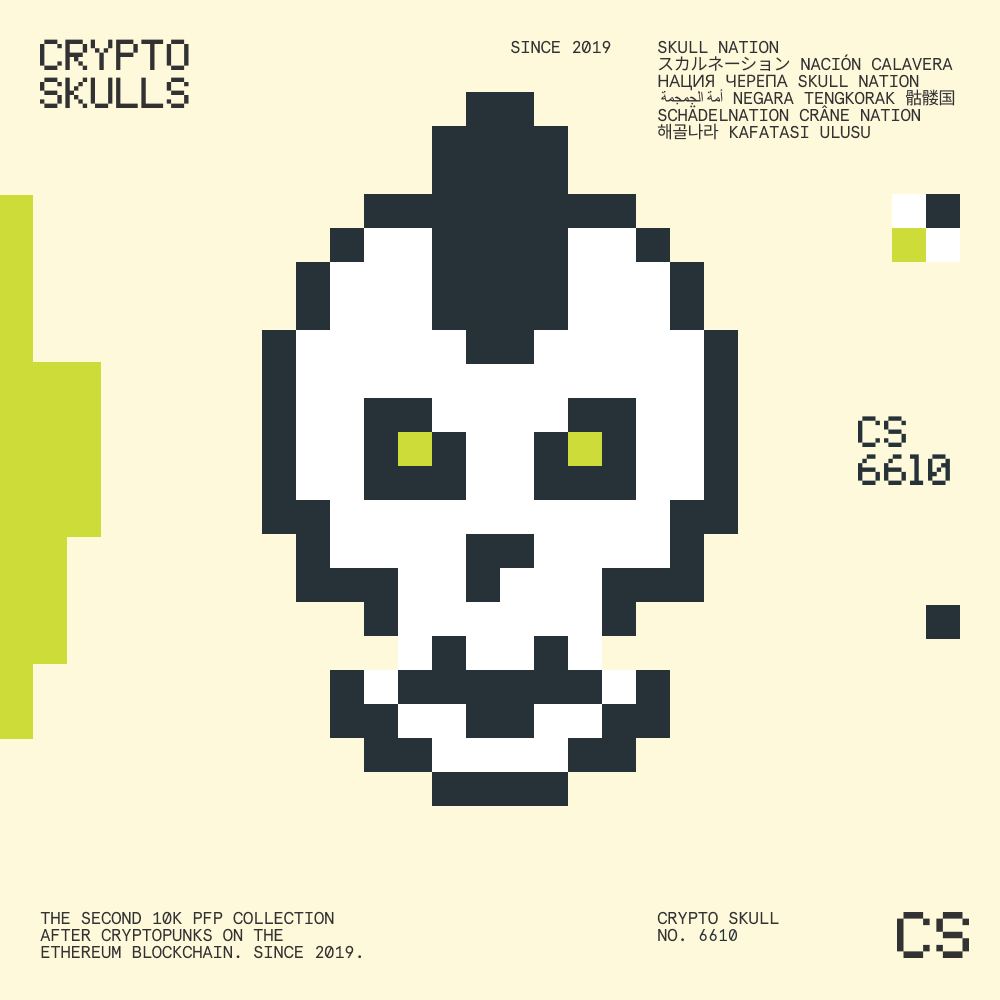 CRYPTO
SKULLS
SINCE 2019
SKULL NATION
スカルネーション NACIÓN CALAVERA
НАЦИЯ ЧЕРЕПА SKULL NATION
أمة الجمجمة NEGARA TENGKORAK 骷髅国
SCHÄDELNATION CRÂNE NATION
해골나라 KAFATASI ULUSU
CS
6610
THE SECOND 10K PFP COLLECTION
AFTER CRYPTOPUNKS ON THE
ETHEREUM BLOCKCHAIN. SINCE 2019.
CRYPTO SKULL
NO. 6610
CS